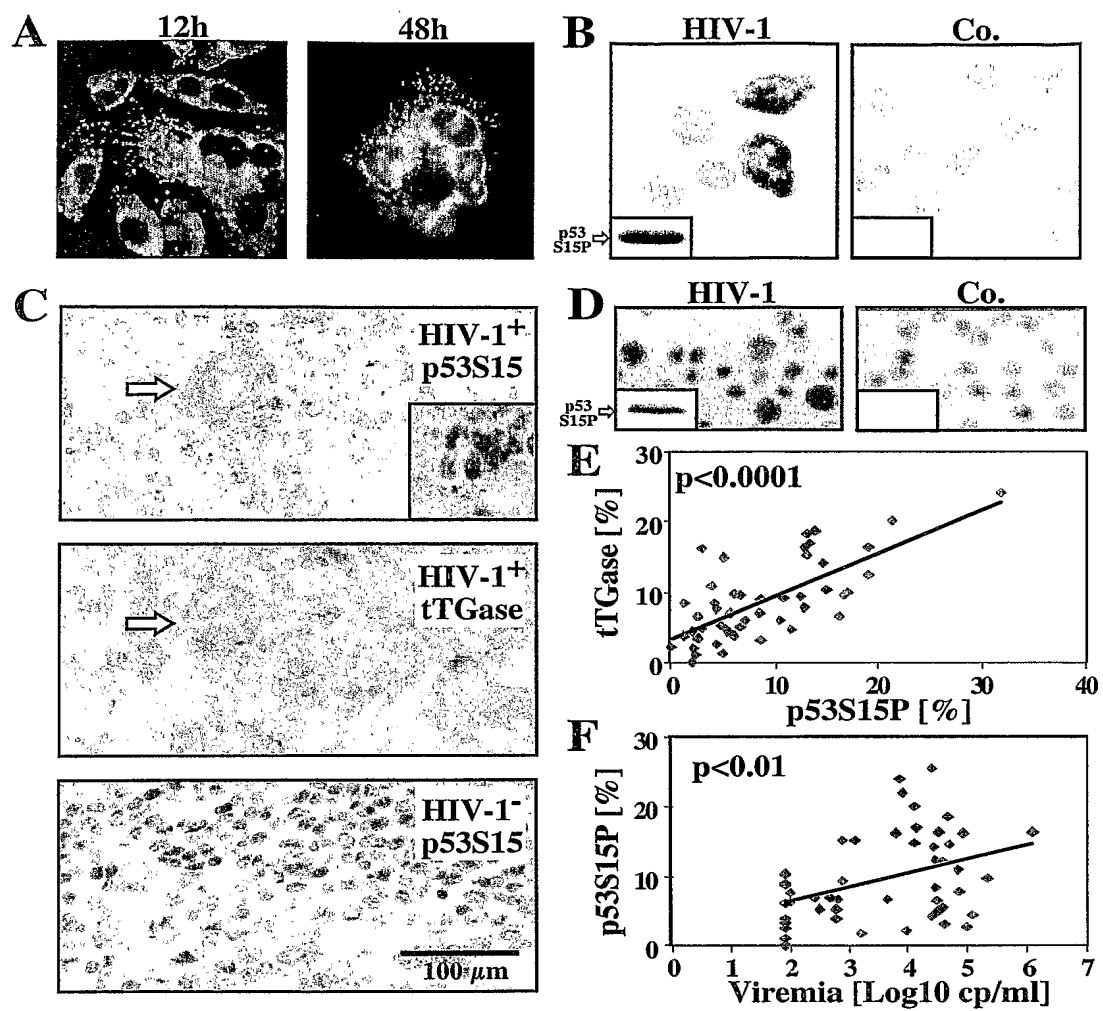 A
12h
48h
B
HIV-1
Co.
p53
S15P
C
HIV-1+
p53S15
HIV-1+
tTGase
HIV-1-
p53S15
100 μm
D
HIV-1
Co.
p53
S15P
E
p<0.0001
tTGase [%]
30
20
10
0
0 10 20 30 40
p53S15P [%]
F
p<0.01
p53S15P [%]
30
20
10
0
0 1 2 3 4 5 6 7
Viremia [Log10 cp/ml]